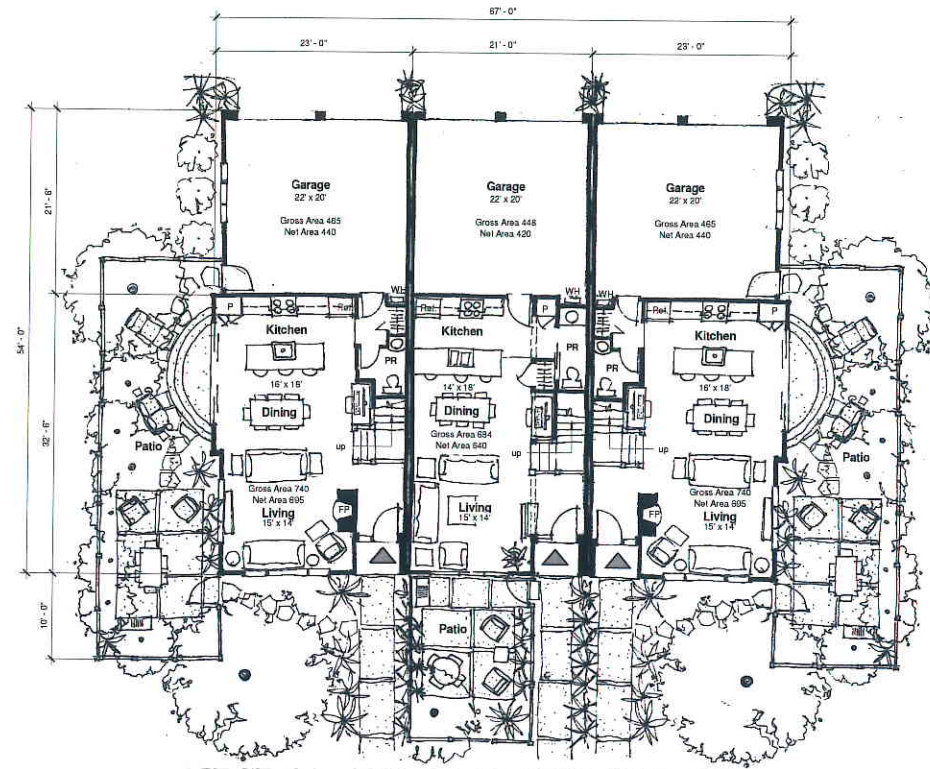 67' - 0"
23' - 0"
21' - 0"
23' - 0"
54' - 0"
21' - 6"
32' - 6"
10' - 0"
Garage
22' x 20'
Gross Area 465
Net Area 440
Garage
22' x 20'
Gross Area 448
Net Area 420
Garage
22' x 20'
Gross Area 465
Net Area 440
WH
WH
WH
P
Ref.
Kitchen
PR
16' x 18'
Dining
up
Patio
Gross Area 740
Net Area 695
Living
15' x 14'
FP
Ref.
P
Kitchen
PR
14' x 18'
Dining
Gross Area 684
Net Area 640
up
Living
15' x 14'
Patio
Ref.
P
Kitchen
PR
16' x 18'
Dining
up
Patio
Gross Area 740
Net Area 695
Living
15' x 14'
FP